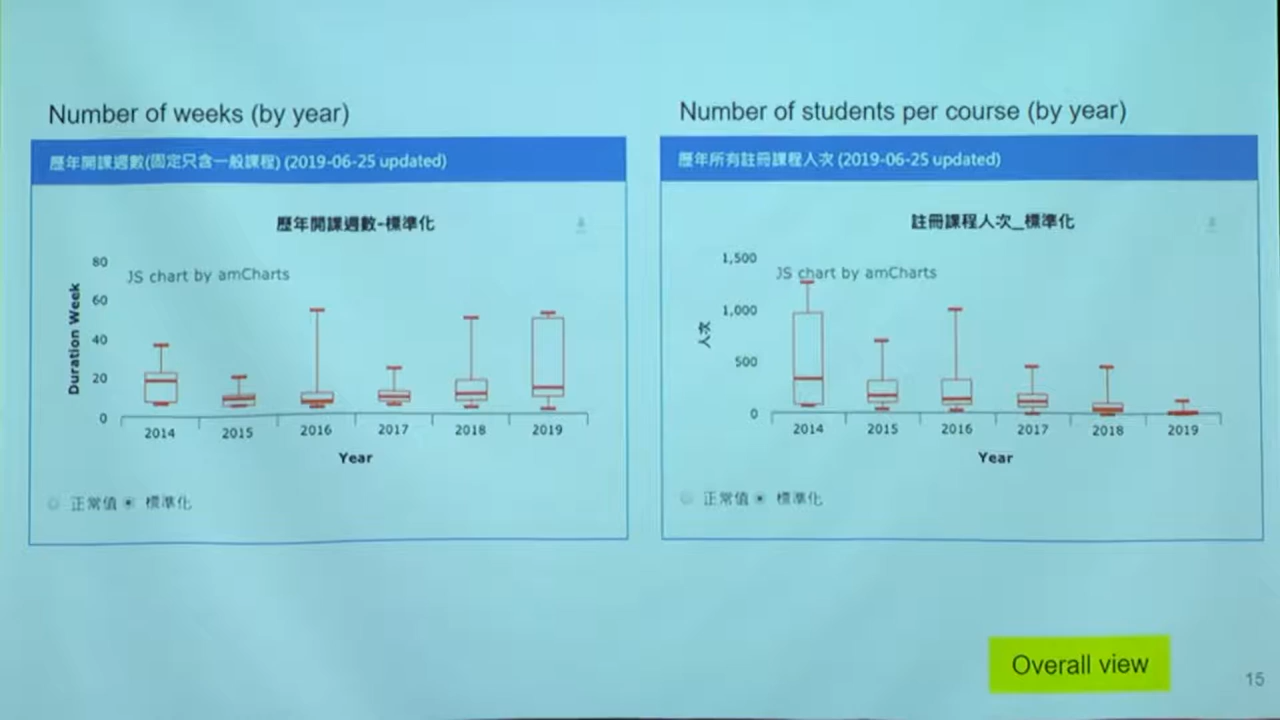 Number of weeks (by year)
歷年開課週數(固定只含一般課程) (2019-06-25 updated)
歷年開課週數-標準化
JS chart by amCharts
Duration Week
80
60
40
20
0
2014 2015 2016 2017 2018 2019
Year
正常值 標準化
Number of students per course (by year)
歷年所有註冊課程人次 (2019-06-25 updated)
註冊課程人次_標準化
JS chart by amCharts
人次
1,500
1,000
500
0
2014 2015 2016 2017 2018 2019
Year
正常值 標準化
Overall view
15